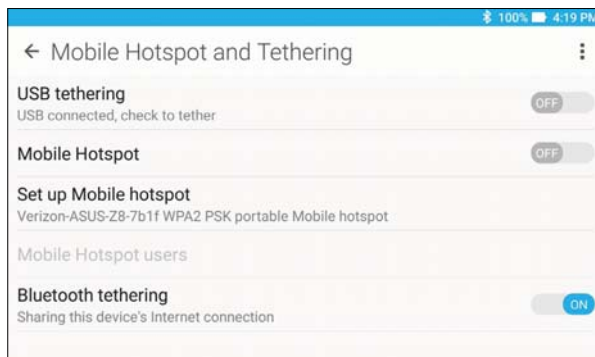 100% 4:19 PM
Mobile Hotspot and Tethering
USB tethering
OFF
USB connected, check to tether
Mobile Hotspot
OFF
Set up Mobile hotspot
Verizon-ASUS-Z8-7b1f WPA2 PSK portable Mobile hotspot
Mobile Hotspot users
Bluetooth tethering
ON
Sharing this device's Internet connection